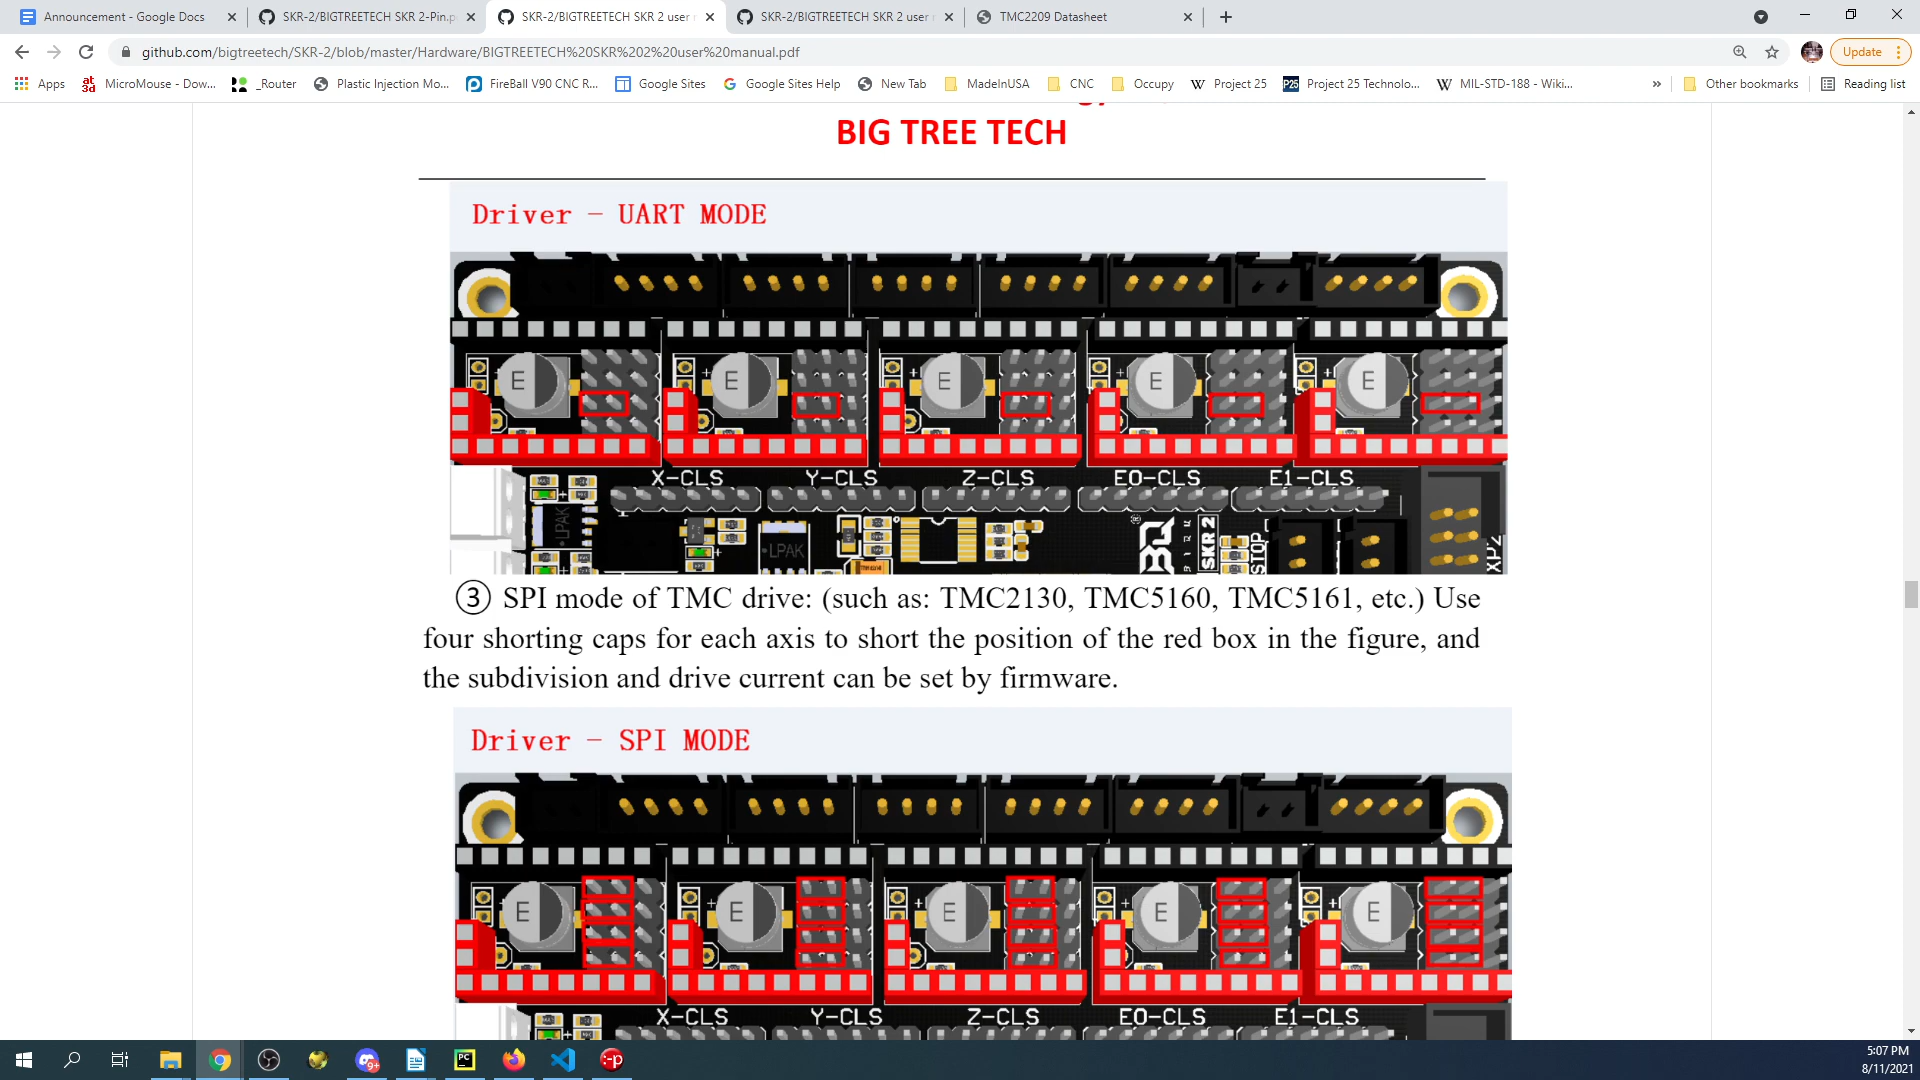 Announcement - Google Docs
SKR-2/BIGTREETECH SKR 2-Pin.p
SKR-2/BIGTREETECH SKR 2 user
SKR-2/BIGTREETECH SKR 2 user
TMC2209 Datasheet
github.com/bigtreetech/SKR-2/blob/master/Hardware/BIGTREETECH%20SKR%202%20user%20manual.pdf
Update
Apps
MicroMouse - Dow...
_Router
Plastic Injection Mo...
FireBall V90 CNC R...
Google Sites
Google Sites Help
New Tab
MadeInUSA
CNC
Occupy
Project 25
Project 25 Technolo...
MIL-STD-188 - Wiki...
»
Other bookmarks
Reading list
BIG TREE TECH
Driver - UART MODE
E E E E E
X-CLS Y-CLS Z-CLS E0-CLS E1-CLS
LPAK
LPAK
SKR 2
STOP
③ SPI mode of TMC drive: (such as: TMC2130, TMC5160, TMC5161, etc.) Use
four shorting caps for each axis to short the position of the red box in the figure, and
the subdivision and drive current can be set by firmware.
Driver - SPI MODE
E E E E E
X-CLS Y-CLS Z-CLS E0-CLS E1-CLS
5:07 PM
8/11/2021